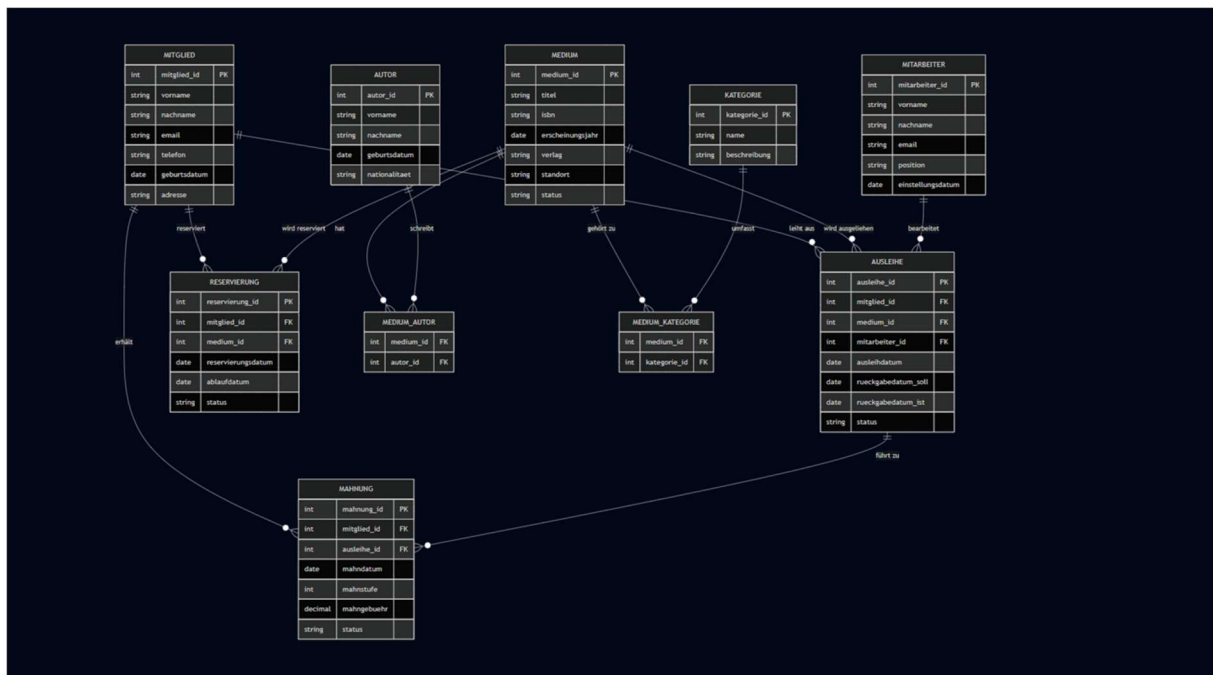 MITGLIED
int mitglied_id PK
string vorname
string nachname
string email
string telefon
date geburtsdatum
string adresse
AUTOR
int autor_id PK
string vorname
string nachname
date geburtsdatum
string nationalitaet
MEDIUM
int medium_id PK
string titel
string isbn
date erscheinungsjahr
string verlag
string standort
string status
KATEGORIE
int kategorie_id PK
string name
string beschreibung
MITARBEITER
int mitarbeiter_id PK
string vorname
string nachname
string email
string position
date einstellungsdatum
reserviert
wird reserviert
hat
schreibt
gehört zu
umfasst
leiht aus
wird ausgeliehen
bearbeitet
RESERVIERUNG
int reservierung_id PK
int mitglied_id FK
int medium_id FK
date reservierungsdatum
date ablaufdatum
string status
MEDIUM_AUTOR
int medium_id FK
int autor_id FK
MEDIUM_KATEGORIE
int medium_id FK
int kategorie_id FK
AUSLEIHE
int ausleihe_id PK
int mitglied_id FK
int medium_id FK
int mitarbeiter_id FK
date ausleihdatum
date rueckgabedatum_soll
date rueckgabedatum_ist
string status
erhält
führt zu
MAHNUNG
int mahnung_id PK
int mitglied_id FK
int ausleihe_id FK
date mahndatum
int mahnstufe
decimal mahngebuehr
string status